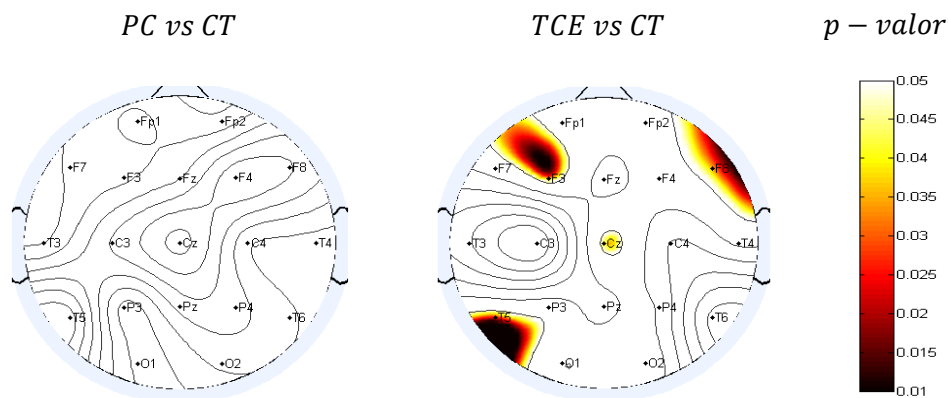 PC vs CT
TCE vs CT
p − valor
Fp1 Fp2
F7 F3 Fz F4 F8
T3 C3 Cz C4 T4
T5 P3 Pz P4 T6
O1 O2
Fp1 Fp2
F7 F3 Fz F4 F8
T3 C3 Cz C4 T4
T5 P3 Pz P4 T6
O1 O2
0.05
0.045
0.04
0.035
0.03
0.025
0.02
0.015
0.01